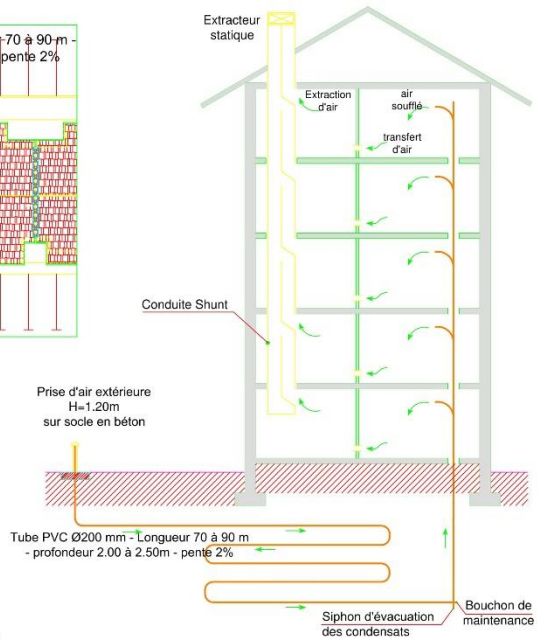 Extracteur
statique
70 à 90 m -
pente 2%
Extraction
d'air
air
soufflé
transfert
d'air
Conduite Shunt
Prise d'air extérieure
H=1.20m
sur socle en béton
Tube PVC Ø200 mm - Longueur 70 à 90 m
- profondeur 2.00 à 2.50m - pente 2%
Siphon d'évacuation
des condensats
Bouchon de
maintenance